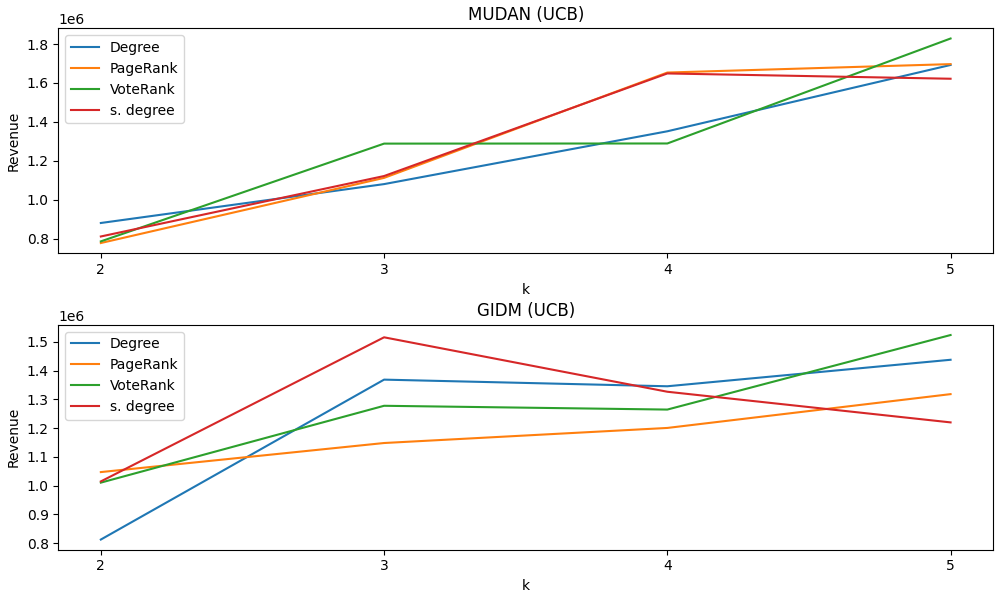 MUDAN (UCB)
1e6
Revenue
1.8
1.6
1.4
1.2
1.0
0.8
Degree
PageRank
VoteRank
s. degree
2 3 4 5
k
GIDM (UCB)
1e6
Revenue
1.5
1.4
1.3
1.2
1.1
1.0
0.9
0.8
Degree
PageRank
VoteRank
s. degree
2 3 4 5
k